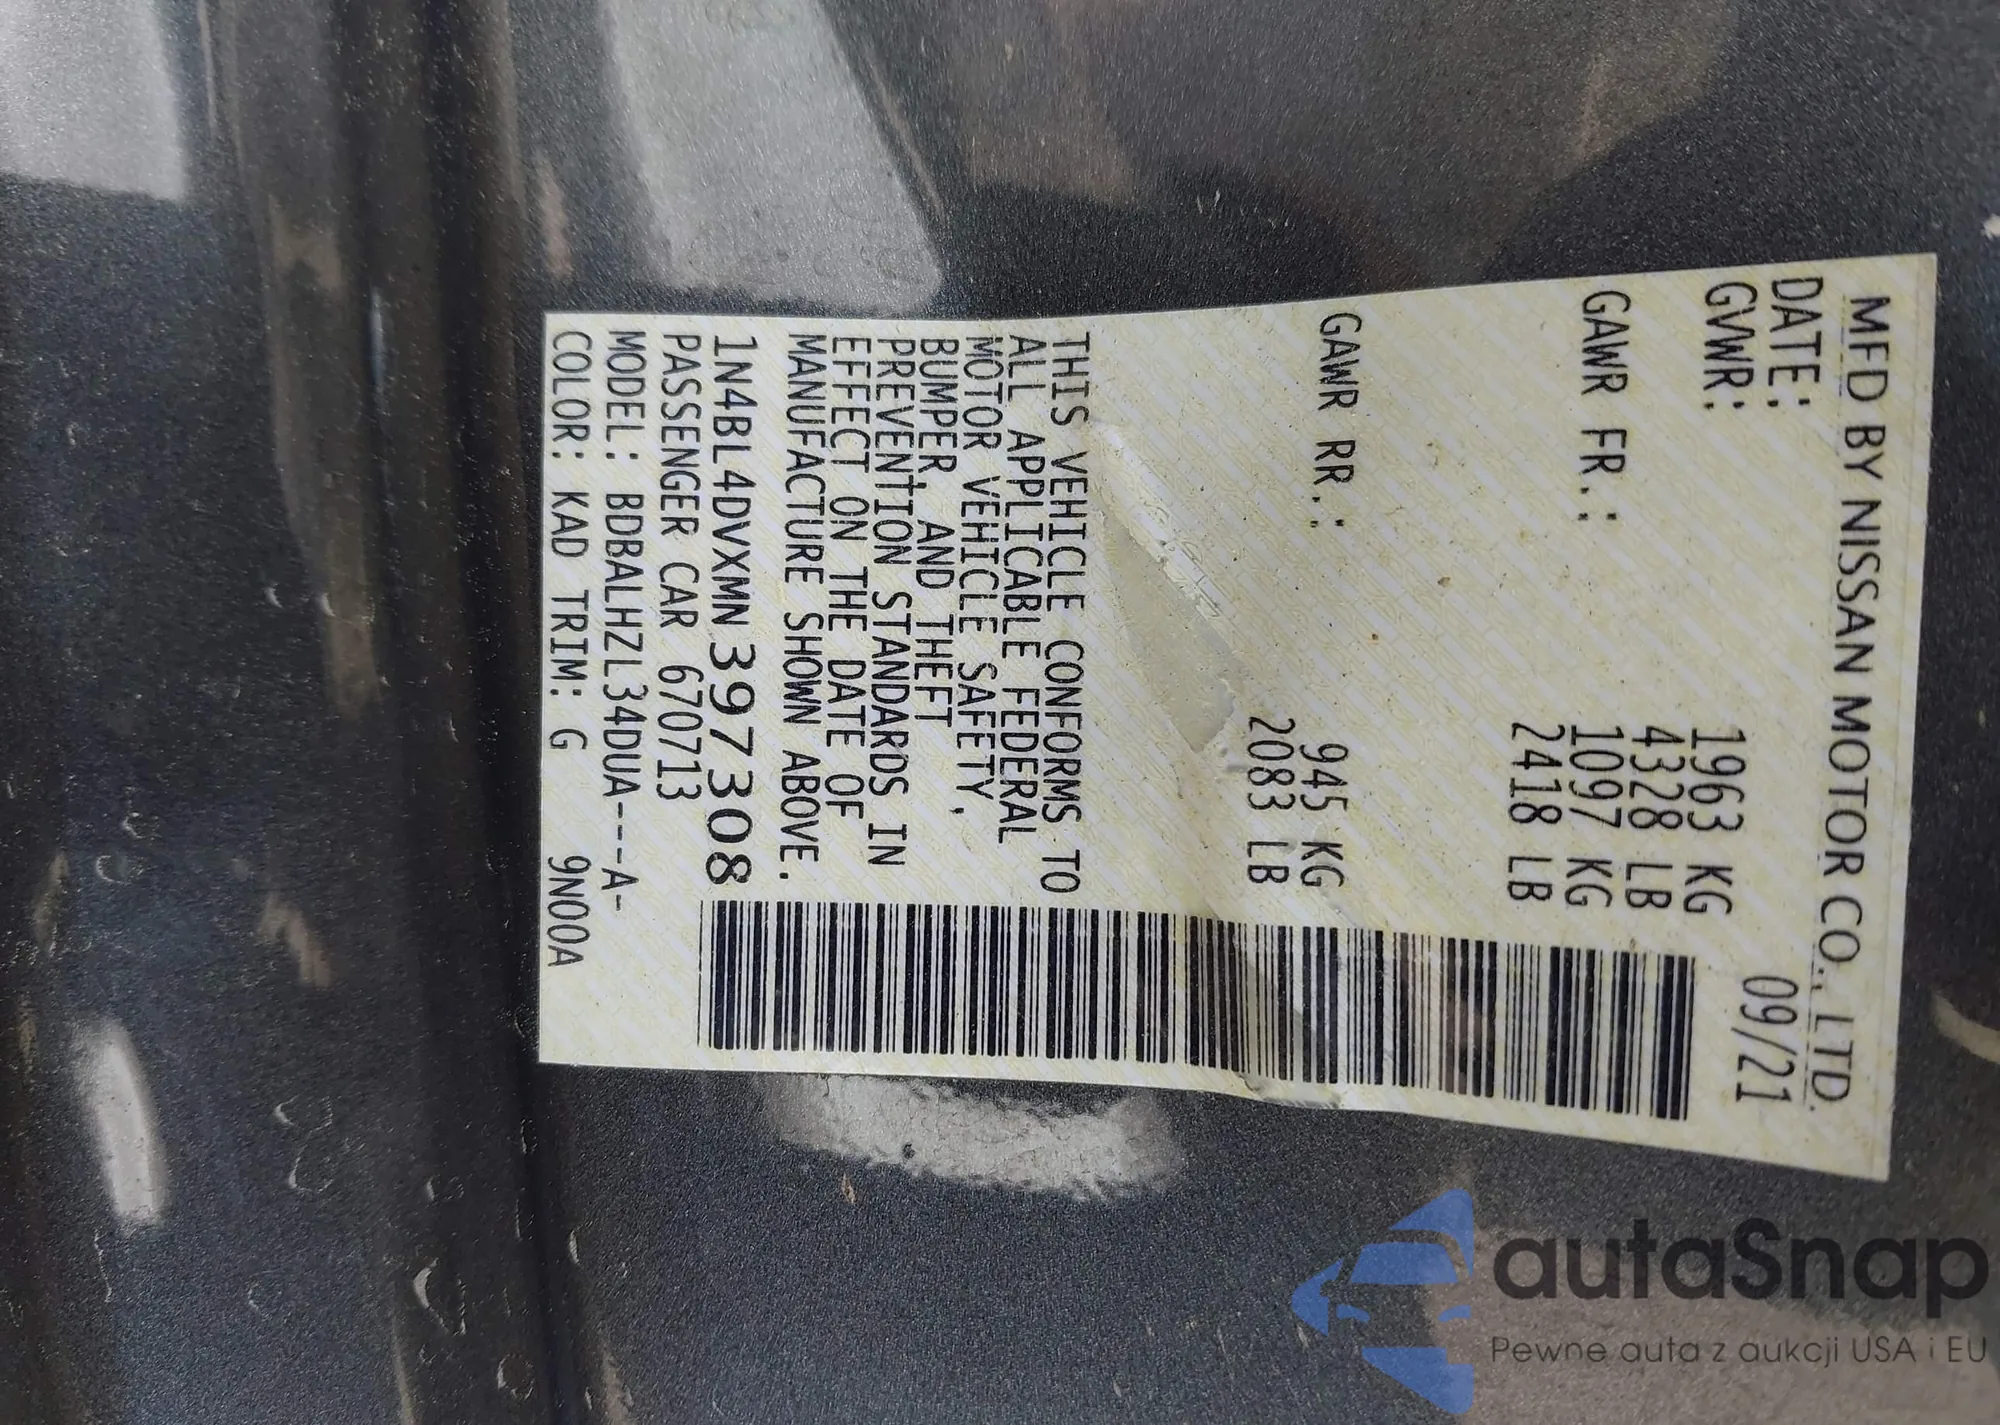 MFD BY NISSAN MOTOR CO., LTD.
DATE: 09/21
GVWR: 1963 KG
4328 LB
GAWR FR.: 1097 KG
2418 LB
GAWR RR.: 945 KG
2083 LB
THIS VEHICLE CONFORMS TO
ALL APPLICABLE FEDERAL
MOTOR VEHICLE SAFETY,
BUMPER, AND THEFT
PREVENTION STANDARDS IN
EFFECT ON THE DATE OF
MANUFACTURE SHOWN ABOVE.
1N4BL4DVXMN397308
PASSENGER CAR 670713
MODEL: BDBALHZL34DUA---A-
COLOR: KAD TRIM: G 9N00A
autaSnap
Pewne auta z aukcji USA i EU